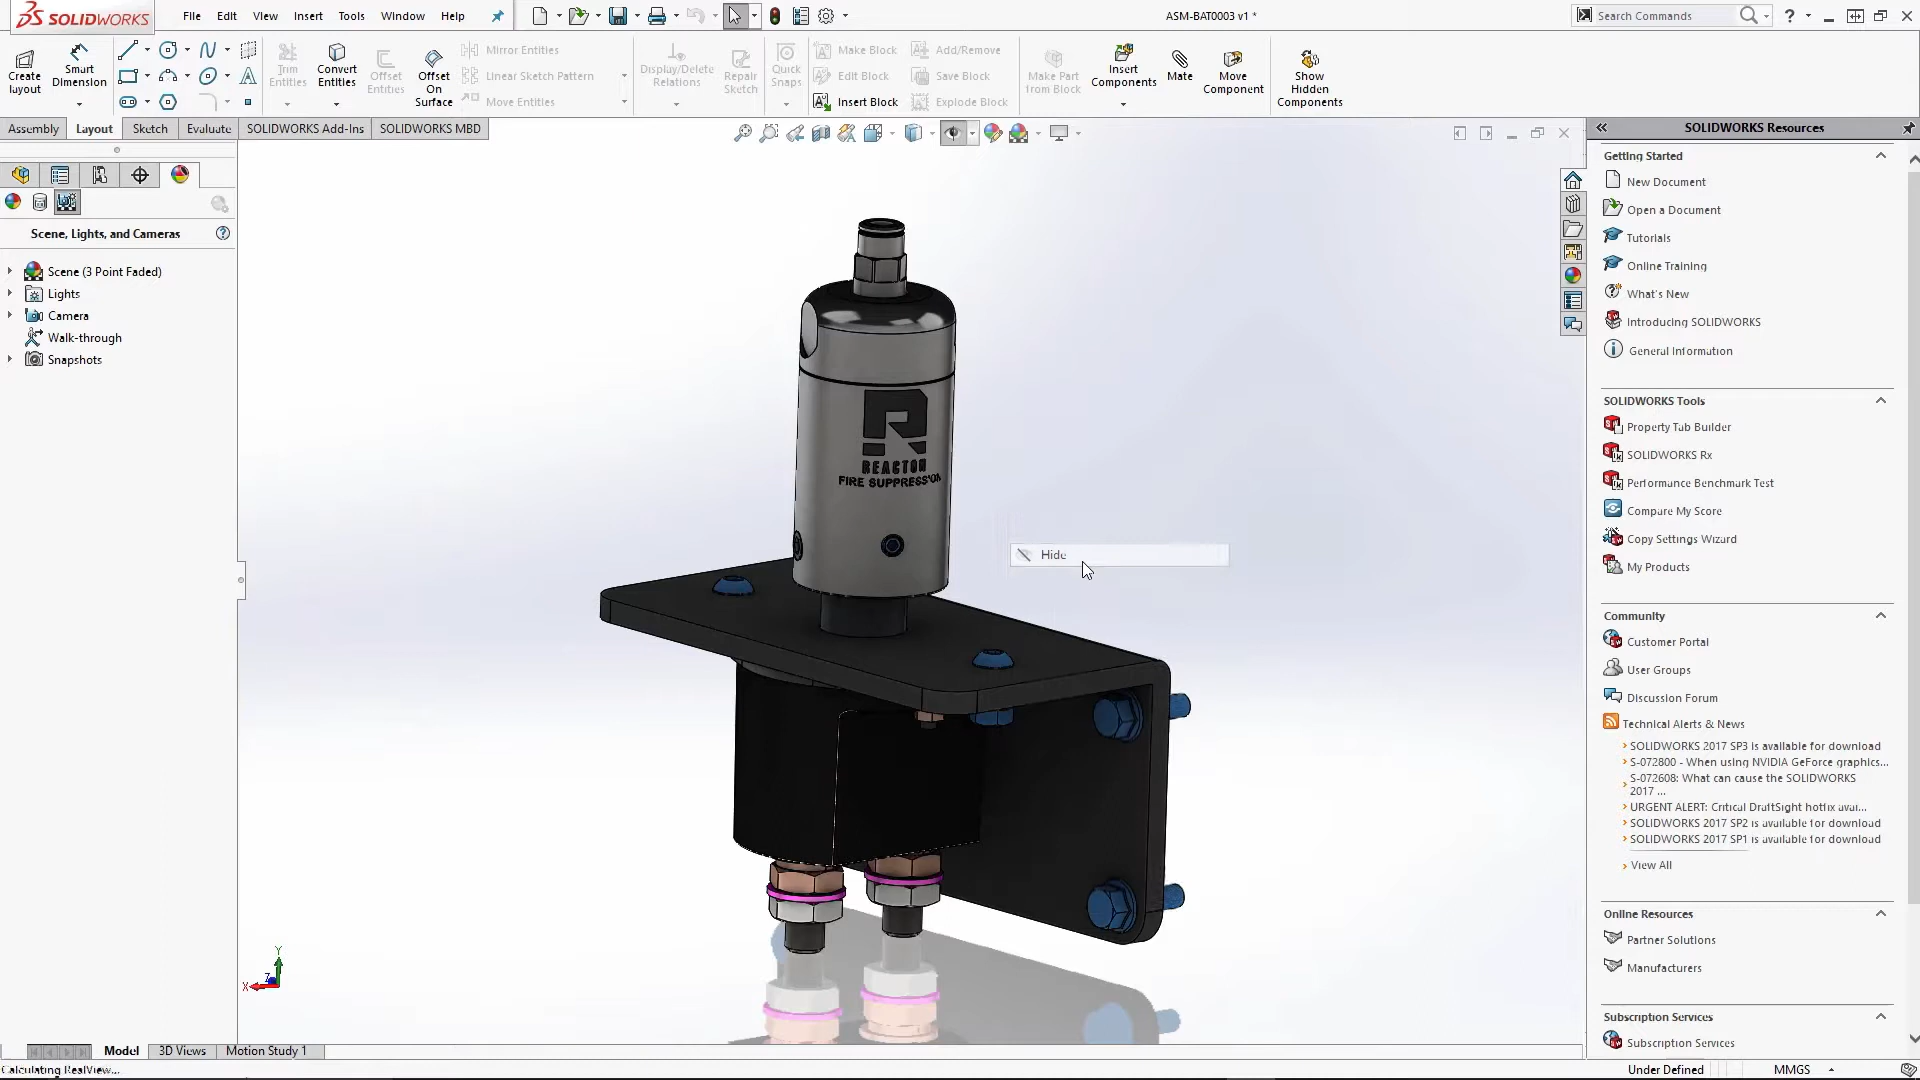 SOLIDWORKS
File Edit View Insert Tools Window Help
ASM-BAT0003 v1 *
Search Commands
Create layout
Smart Dimension
Trim Entities
Convert Entities
Offset Entities
Offset On Surface
Mirror Entities
Linear Sketch Pattern
Move Entities
Display/Delete Relations
Repair Sketch
Quick Snaps
Make Block
Edit Block
Insert Block
Add/Remove
Save Block
Explode Block
Make Part from Block
Insert Components
Mate
Move Component
Show Hidden Components
Assembly Layout Sketch Evaluate SOLIDWORKS Add-Ins SOLIDWORKS MBD
Scene, Lights, and Cameras
Scene (3 Point Faded)
Lights
Camera
Walk-through
Snapshots
R
REACTOR
FIRE SUPPRESSION
Hide
Y
Z
X
SOLIDWORKS Resources
Getting Started
New Document
Open a Document
Tutorials
Online Training
What's New
Introducing SOLIDWORKS
General Information
SOLIDWORKS Tools
Property Tab Builder
SOLIDWORKS Rx
Performance Benchmark Test
Compare My Score
Copy Settings Wizard
My Products
Community
Customer Portal
User Groups
Discussion Forum
Technical Alerts & News
SOLIDWORKS 2017 SP3 is available for download
S-072800 - When using NVIDIA GeForce graphics...
S-072608: What can cause the SOLIDWORKS
2017 ...
URGENT ALERT: Critical DraftSight hotfix avai...
SOLIDWORKS 2017 SP2 is available for download
SOLIDWORKS 2017 SP1 is available for download
View All
Online Resources
Partner Solutions
Manufacturers
Subscription Services
Subscription Services
Model 3D Views Motion Study 1
Calculating RealView...
Under Defined
MMGS